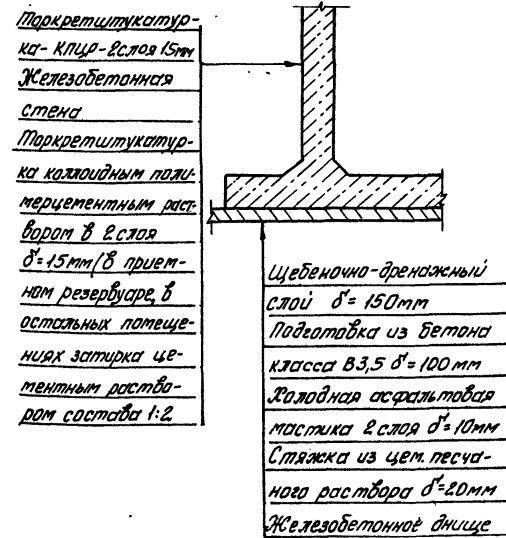 Торкретштукатур-
ка-КПЦР-2слоя 15мм
Железобетонная
стена
Торкретштукатур-
ка коллоидным поли-
мерцементным раст-
вором в 2 слоя
δ=15мм/в прием-
ном резервуаре, в
остальных помеще-
ниях затирка це-
ментным раство-
ром состава 1:2
Щебеночно-дренажный
слой δ=150мм
Подготовка из бетона
класса В3,5 δ=100мм
Холодная асфальтовая
мастика 2 слоя δ=10мм
Стяжка из цем. песча-
ного раствора δ=20мм
Железобетонное днище